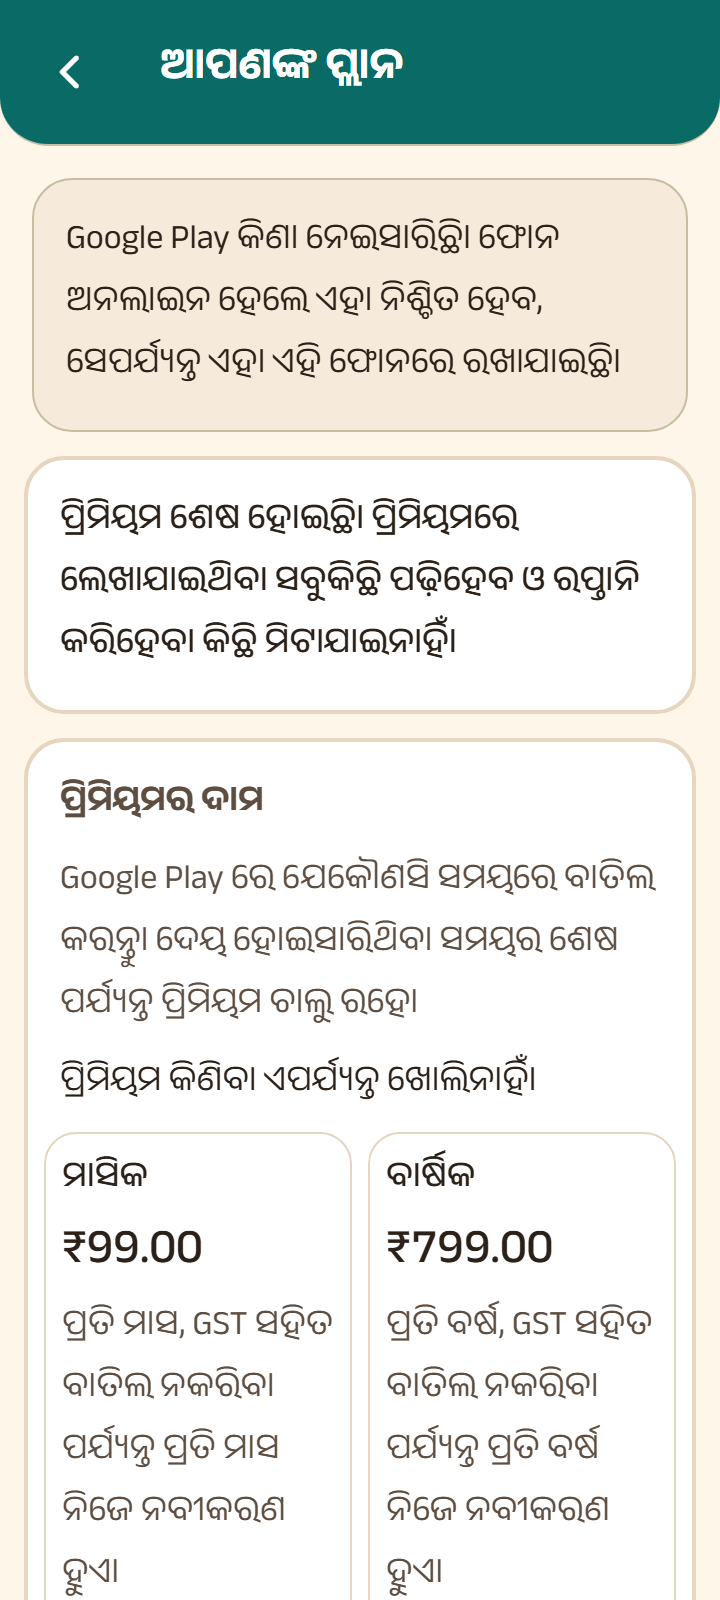 ଆପଣଙ୍କ ପ୍ଲାନ
Google Play କିଣା ନେଇସାରିଛି। ଫୋନ
ଅନଲାଇନ ହେଲେ ଏହା ନିଶ୍ଚିତ ହେବ,
ସେପର୍ଯ୍ୟନ୍ତ ଏହା ଏହି ଫୋନରେ ରଖାଯାଇଛି।
ପ୍ରିମିୟମ ଶେଷ ହୋଇଛି। ପ୍ରିମିୟମରେ
ଲେଖାଯାଇଥିବା ସବୁକିଛି ପଢ଼ିହେବ ଓ ରପ୍ତାନି
କରିହେବ। କିଛି ମିଟାଯାଇନାହିଁ।
ପ୍ରିମିୟମର ଦାମ
Google Play ରେ ଯେକୌଣସି ସମୟରେ ବାତିଲ
କରନ୍ତୁ। ଦେୟ ହୋଇସାରିଥିବା ସମୟର ଶେଷ
ପର୍ଯ୍ୟନ୍ତ ପ୍ରିମିୟମ ଚାଲୁ ରହେ।
ପ୍ରିମିୟମ କିଣିବା ଏପର୍ଯ୍ୟନ୍ତ ଖୋଲିନାହିଁ।
ମାସିକ
₹99.00
ପ୍ରତି ମାସ, GST ସହିତ
ବାତିଲ ନକରିବା
ପର୍ଯ୍ୟନ୍ତ ପ୍ରତି ମାସ
ନିଜେ ନବୀକରଣ
ହୁଏ।
ବାର୍ଷିକ
₹799.00
ପ୍ରତି ବର୍ଷ, GST ସହିତ
ବାତିଲ ନକରିବା
ପର୍ଯ୍ୟନ୍ତ ପ୍ରତି ବର୍ଷ
ନିଜେ ନବୀକରଣ
ହୁଏ।